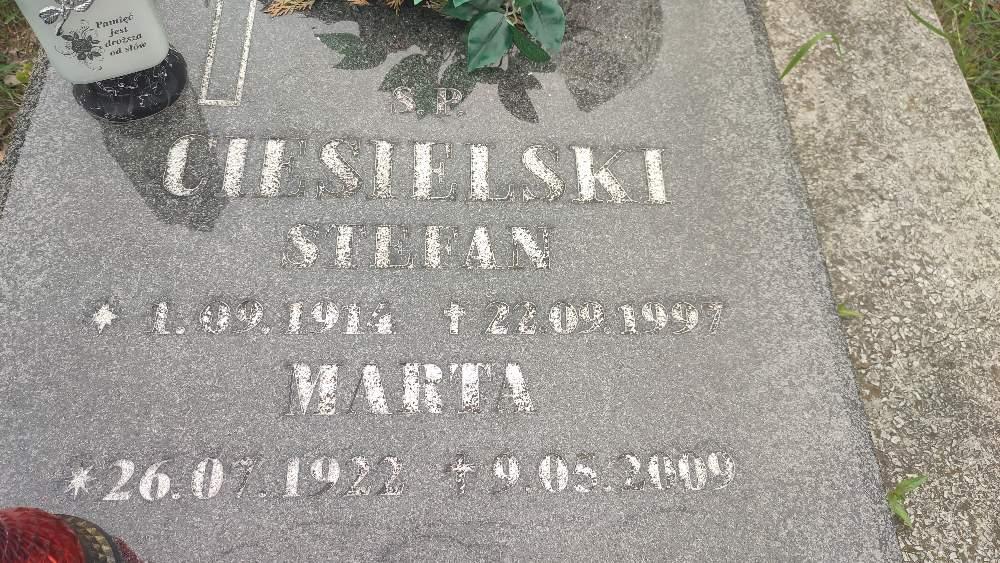 Pamięć
jest
droższa
od słów
Ś. P.
CIESIELSKI
STEFAN
* 1.09.1914 † 22.09.1997
MARTA
* 26.07.1922 † 9.05.2009